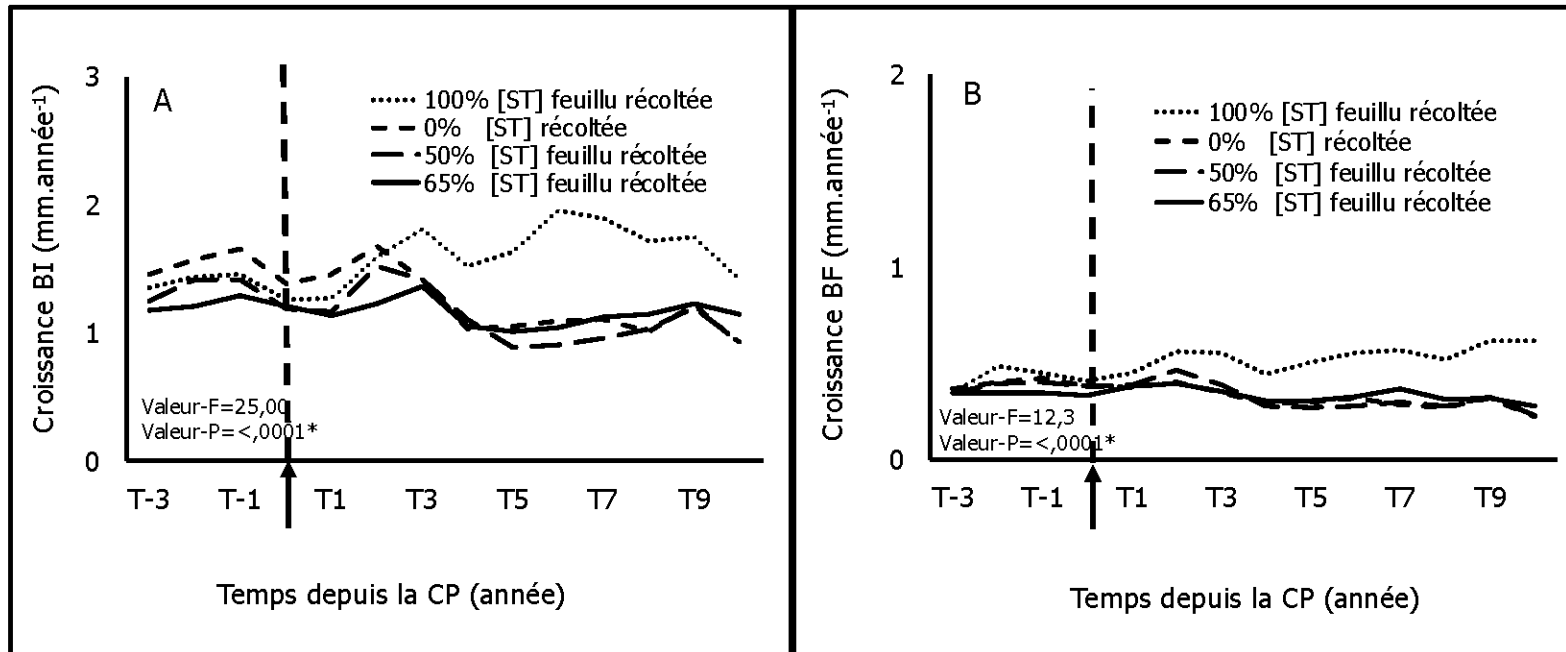 A
Croissance BI (mm.année-1)
3
2
1
0
100% [ST] feuillu récoltée
0% [ST] récoltée
50% [ST] feuillu récoltée
65% [ST] feuillu récoltée
Valeur-F=25,00
Valeur-P=<,0001*
T-3 T-1 T1 T3 T5 T7 T9
Temps depuis la CP (année)
B
Croissance BF (mm.année-1)
2
1
0
100% [ST] feuillu récoltée
0% [ST] récoltée
50% [ST] feuillu récoltée
65% [ST] feuillu récoltée
Valeur-F=12,3
Valeur-P=<,0001*
T-3 T-1 T1 T3 T5 T7 T9
Temps depuis la CP (année)